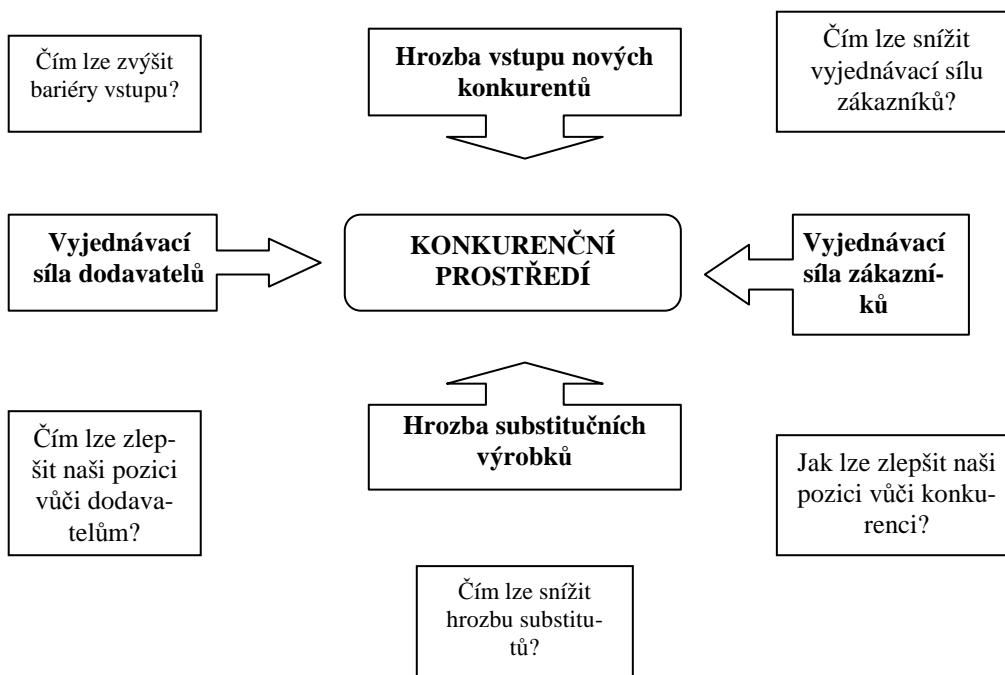 Čím lze zvýšit
bariéry vstupu?
Hrozba vstupu nových
konkurentů
Čím lze snížit
vyjednávací sílu
zákazníků?
Vyjednávací
síla dodavatelů
KONKURENČNÍ
PROSTŘEDÍ
Vyjednávací
síla zákazní-
ků
Čím lze zlep-
šit naši pozici
vůči dodava-
telům?
Hrozba substitučních
výrobků
Jak lze zlepšit naši
pozici vůči konku-
renci?
Čím lze snížit
hrozbu substitu-
tů?